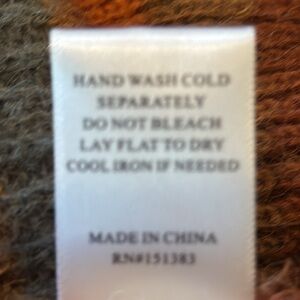 HAND WASH COLD
SEPARATELY
DO NOT BLEACH
LAY FLAT TO DRY
COOL IRON IF NEEDED
MADE IN CHINA
RN#151383